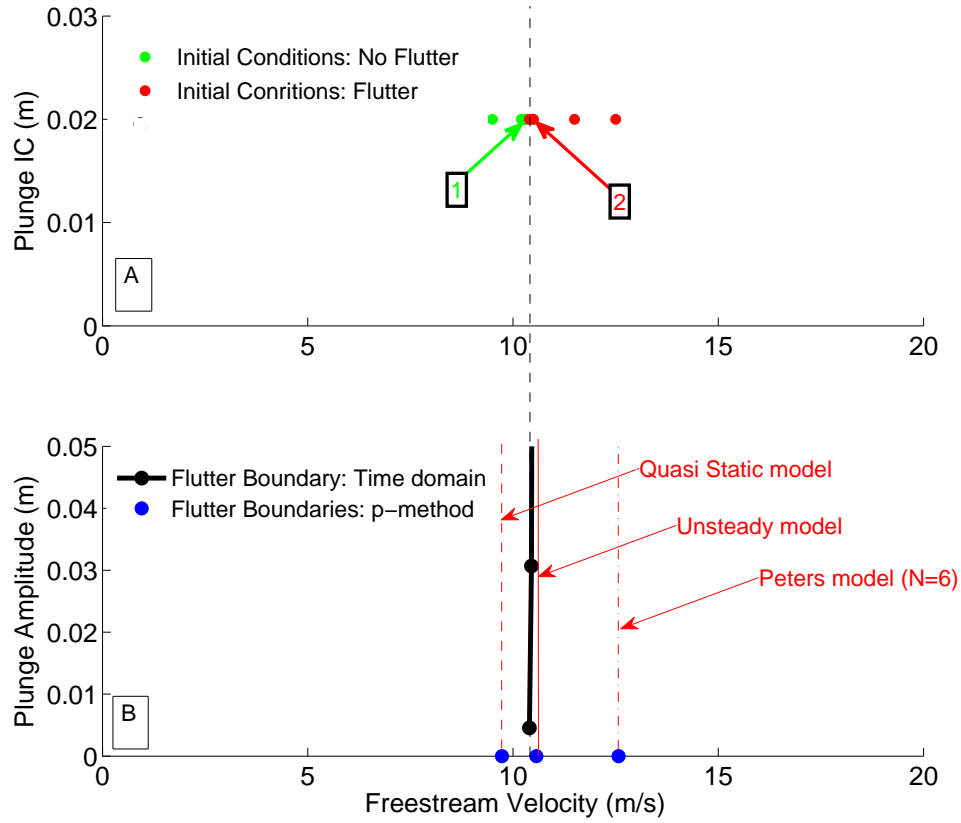 0.03
Initial Conditions: No Flutter
Initial Conritions: Flutter
0.02
Plunge IC (m)
1
2
0.01
A
0
0
5
10
15
20
0.05
Flutter Boundary: Time domain
Quasi Static model
0.04
Flutter Boundaries: p−method
Unsteady model
0.03
Plunge Amplitude (m)
Peters model (N=6)
0.02
0.01
B
0
0
5
10
15
20
Freestream Velocity (m/s)